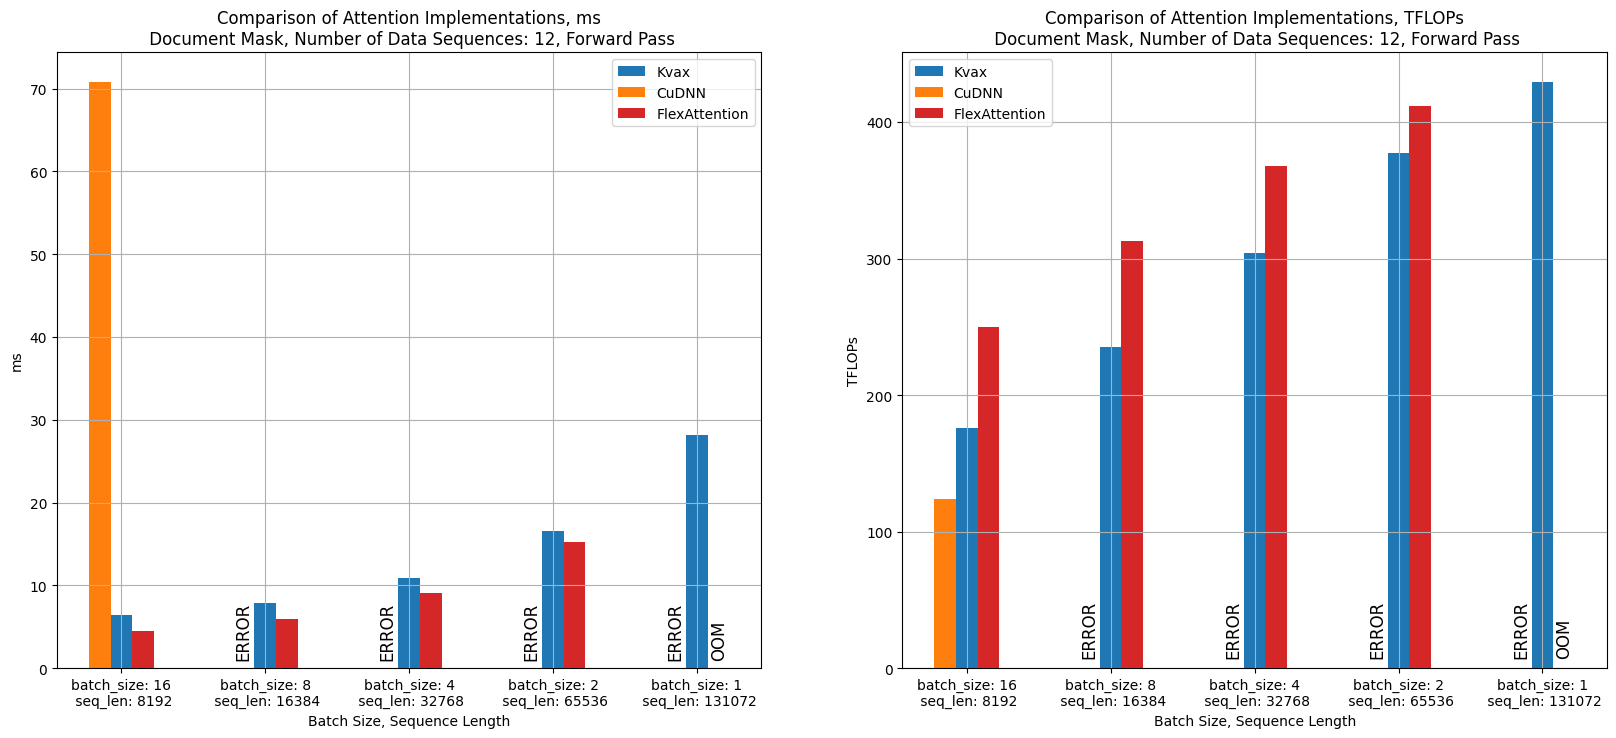 Comparison of Attention Implementations, ms
Document Mask, Number of Data Sequences: 12, Forward Pass
Kvax
CuDNN
FlexAttention
ms
70
60
50
40
30
20
10
0
ERROR
ERROR
ERROR
ERROR
OOM
batch_size: 16
seq_len: 8192
batch_size: 8
seq_len: 16384
batch_size: 4
seq_len: 32768
batch_size: 2
seq_len: 65536
batch_size: 1
seq_len: 131072
Batch Size, Sequence Length
Comparison of Attention Implementations, TFLOPs
Document Mask, Number of Data Sequences: 12, Forward Pass
Kvax
CuDNN
FlexAttention
TFLOPs
400
300
200
100
0
ERROR
ERROR
ERROR
ERROR
OOM
batch_size: 16
seq_len: 8192
batch_size: 8
seq_len: 16384
batch_size: 4
seq_len: 32768
batch_size: 2
seq_len: 65536
batch_size: 1
seq_len: 131072
Batch Size, Sequence Length